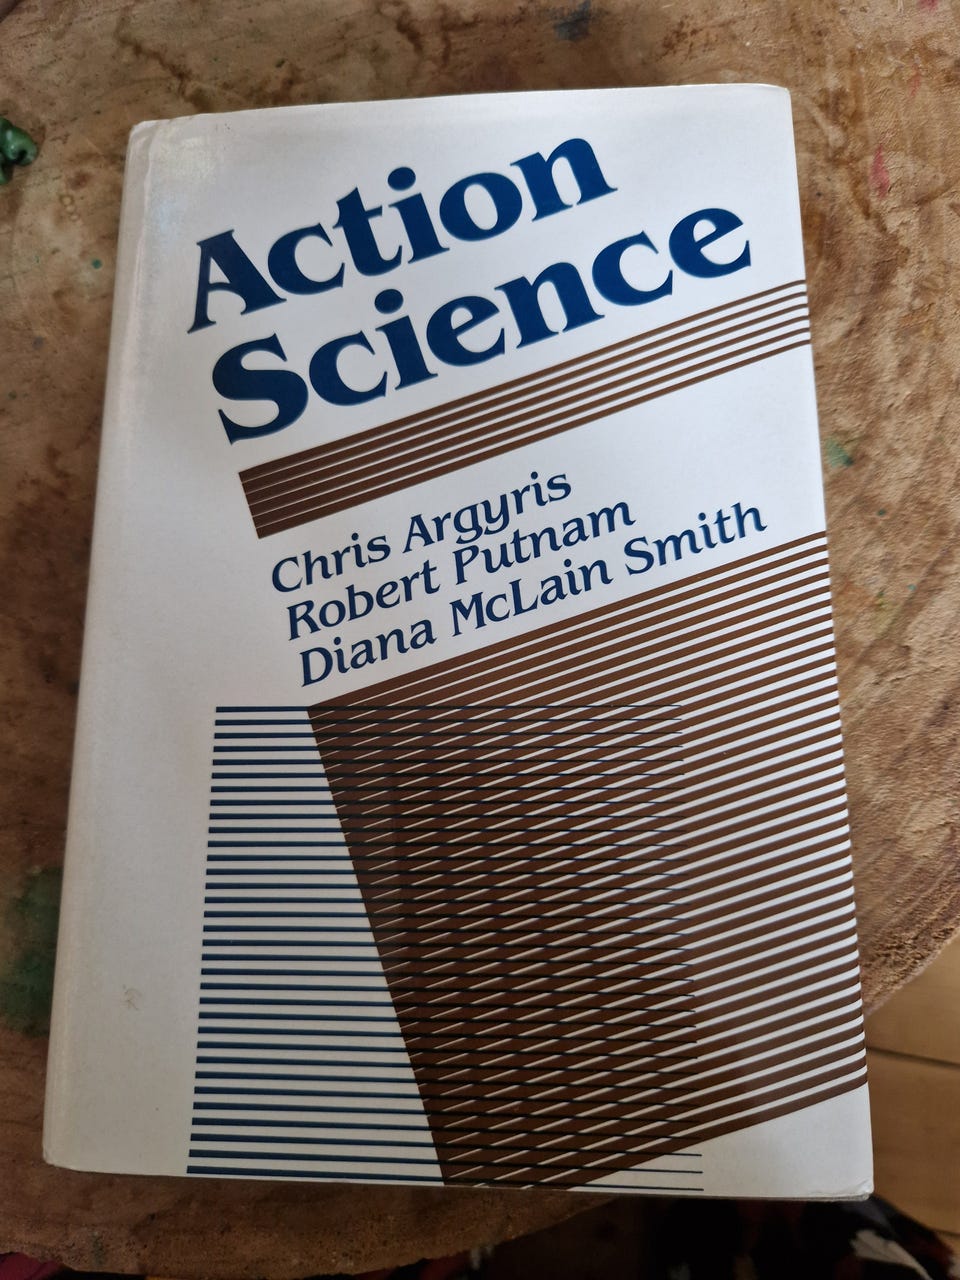 Action
Science
Chris Argyris
Robert Putnam
Diana McLain Smith